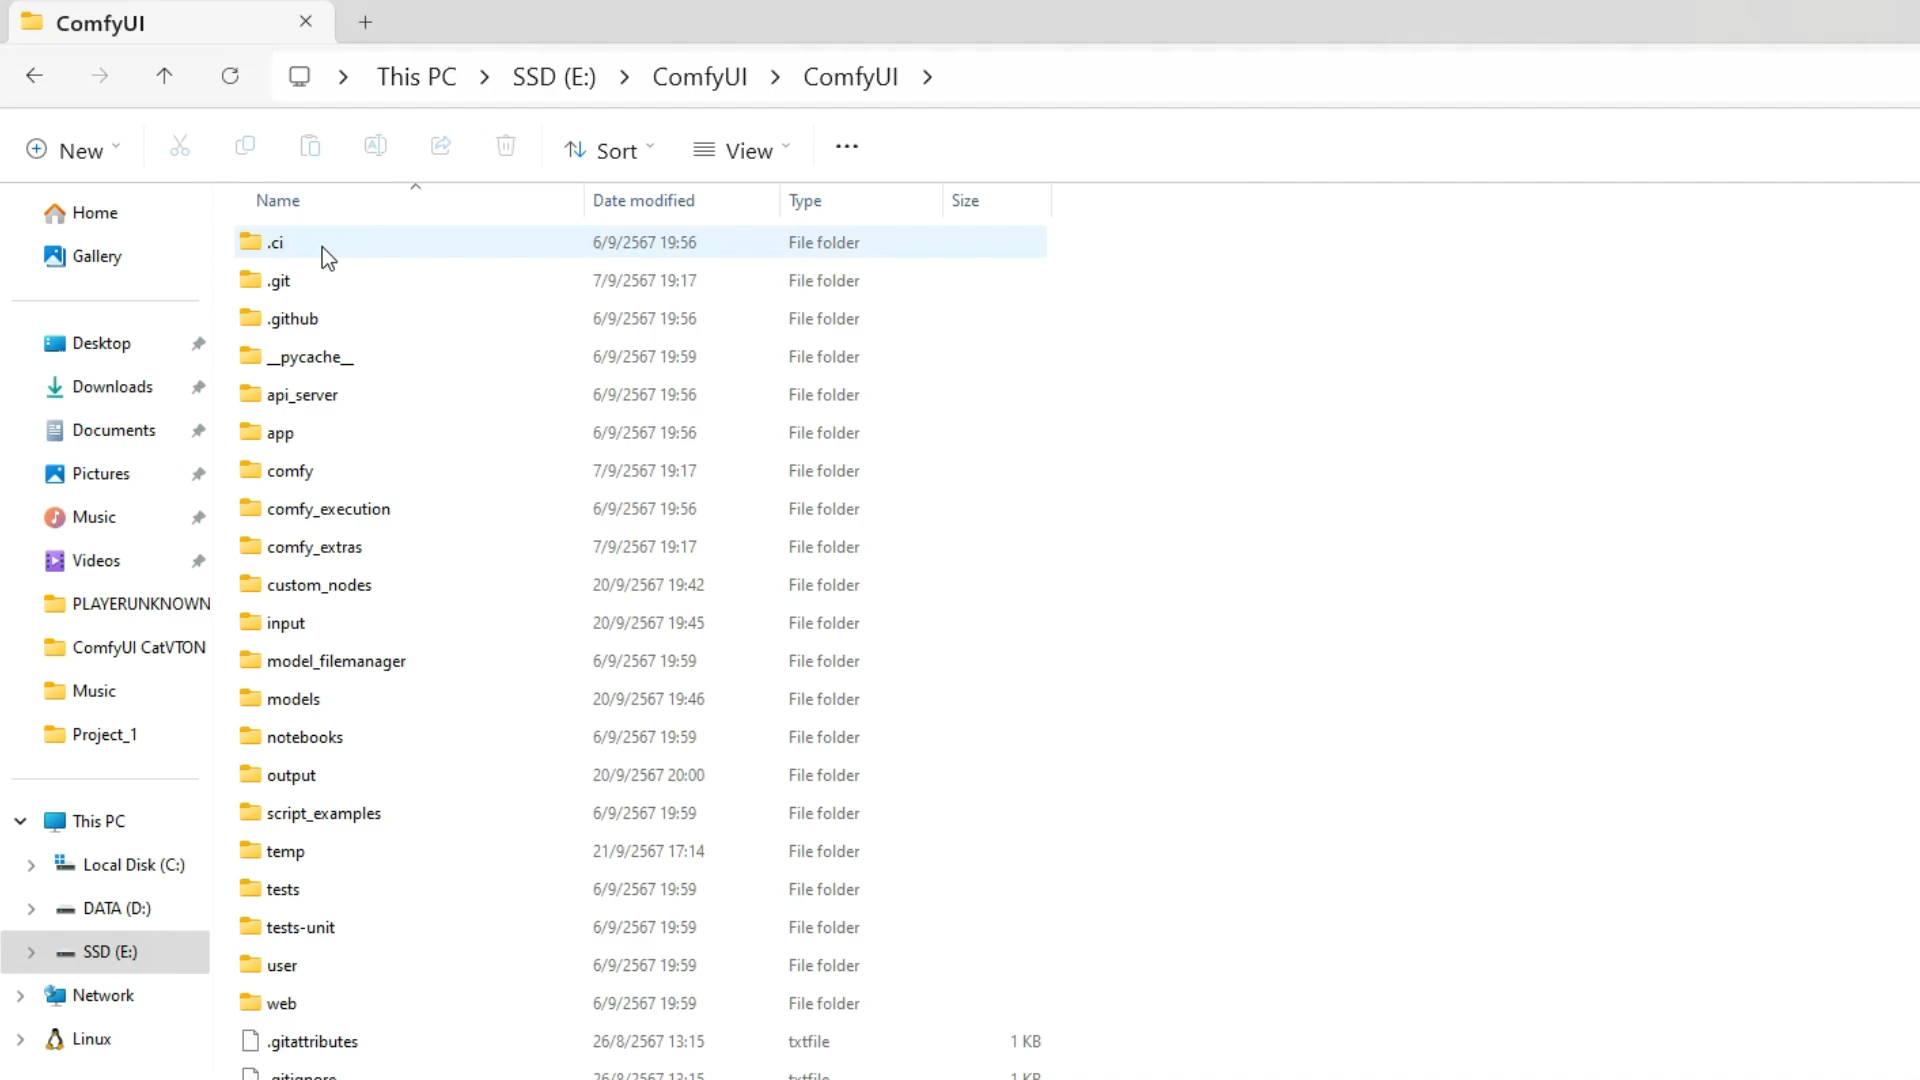 ComfyUI
This PC > SSD (E:) > ComfyUI > ComfyUI >
New Sort View ...
Name Date modified Type Size
Home
Gallery
Desktop
Downloads
Documents
Pictures
Music
Videos
PLAYERUNKNOWN
ComfyUI CatVTON
Music
Project_1
This PC
Local Disk (C:)
DATA (D:)
SSD (E:)
Network
Linux
.ci 6/9/2567 19:56 File folder
.git 7/9/2567 19:17 File folder
.github 6/9/2567 19:56 File folder
__pycache__ 6/9/2567 19:59 File folder
api_server 6/9/2567 19:56 File folder
app 6/9/2567 19:56 File folder
comfy 7/9/2567 19:17 File folder
comfy_execution 6/9/2567 19:56 File folder
comfy_extras 7/9/2567 19:17 File folder
custom_nodes 20/9/2567 19:42 File folder
input 20/9/2567 19:45 File folder
model_filemanager 6/9/2567 19:59 File folder
models 20/9/2567 19:46 File folder
notebooks 6/9/2567 19:59 File folder
output 20/9/2567 20:00 File folder
script_examples 6/9/2567 19:59 File folder
temp 21/9/2567 17:14 File folder
tests 6/9/2567 19:59 File folder
tests-unit 6/9/2567 19:59 File folder
user 6/9/2567 19:59 File folder
web 6/9/2567 19:59 File folder
.gitattributes 26/8/2567 13:15 txtfile 1 KB
.gitignore 26/8/2567 13:15 txtfile 1 KB